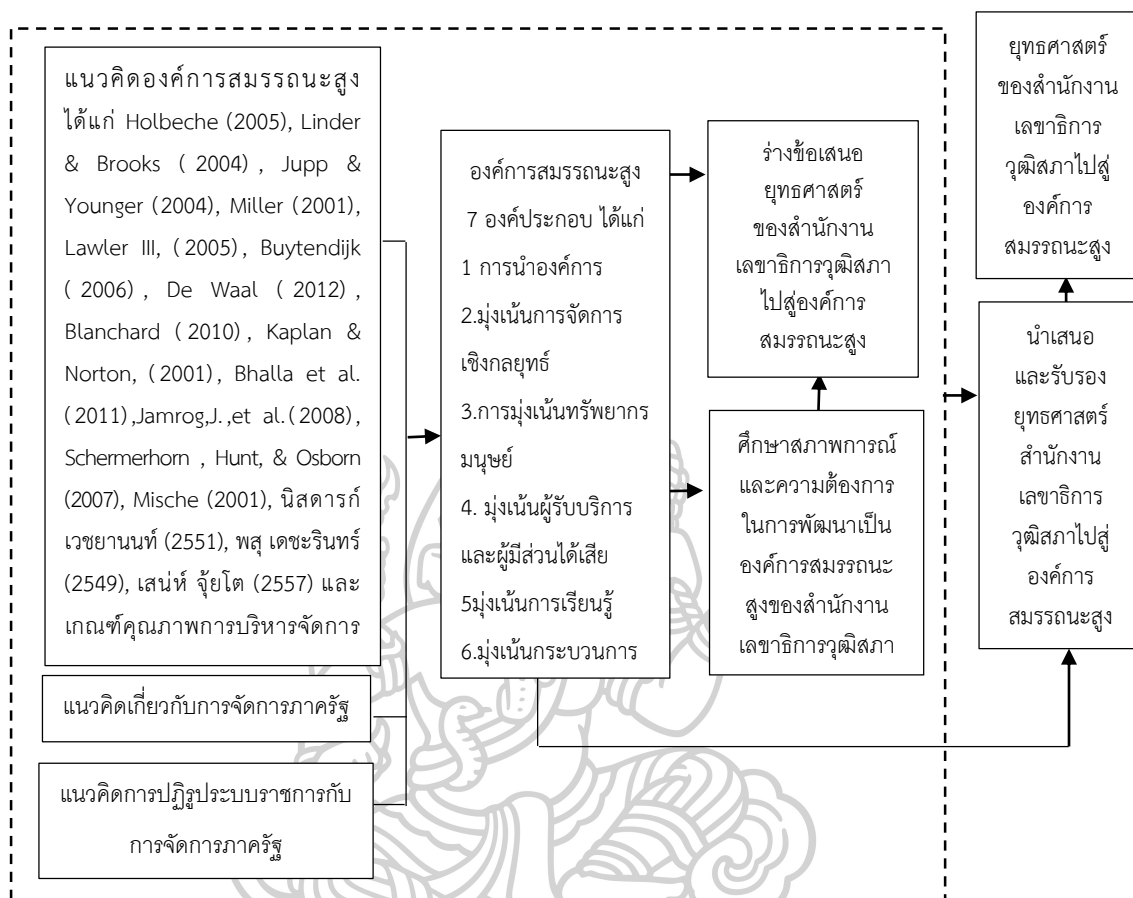 แนวคิดองค์การสมรรถนะสูง
ได้แก่ Holbeche (2005), Linder
& Brooks ( 2004) , Jupp &
Younger (2004), Miller (2001),
Lawler III, (2005), Buytendijk
( 2006) , De Waal ( 2012) ,
Blanchard ( 2010) , Kaplan &
Norton, ( 2001) , Bhalla et al.
(2011) ,Jamrog,J. ,et al. ( 2008) ,
Schermerhorn , Hunt, & Osborn
(2007), Mische (2001), นิสดารก์
เวชยานนท์ (2551), พสุ เดชะรินทร์
(2549), เสน่ห์ จุ้ยโต (2557) และ
เกณฑ์คุณภาพการบริหารจัดการ
แนวคิดเกี่ยวกับการจัดการภาครัฐ
แนวคิดการปฏิรูประบบราชการกับ
การจัดการภาครัฐ
องค์การสมรรถนะสูง
7 องค์ประกอบ ได้แก่
1 การนำองค์การ
2.มุ่งเน้นการจัดการ
เชิงกลยุทธ์
3.การมุ่งเน้นทรัพยากร
มนุษย์
4. มุ่งเน้นผู้รับบริการ
และผู้มีส่วนได้เสีย
5มุ่งเน้นการเรียนรู้
6.มุ่งเน้นกระบวนการ
ร่างข้อเสนอ
ยุทธศาสตร์
ของสำนักงาน
เลขาธิการวุฒิสภา
ไปสู่องค์การ
สมรรถนะสูง
ศึกษาสภาพการณ์
และความต้องการ
ในการพัฒนาเป็น
องค์การสมรรถนะ
สูงของสำนักงาน
เลขาธิการวุฒิสภา
ยุทธศาสตร์
ของสำนักงาน
เลขาธิการ
วุฒิสภาไปสู่
องค์การ
สมรรถนะสูง
นำเสนอ
และรับรอง
ยุทธศาสตร์
สำนักงาน
เลขาธิการ
วุฒิสภาไปสู่
องค์การ
สมรรถนะสูง